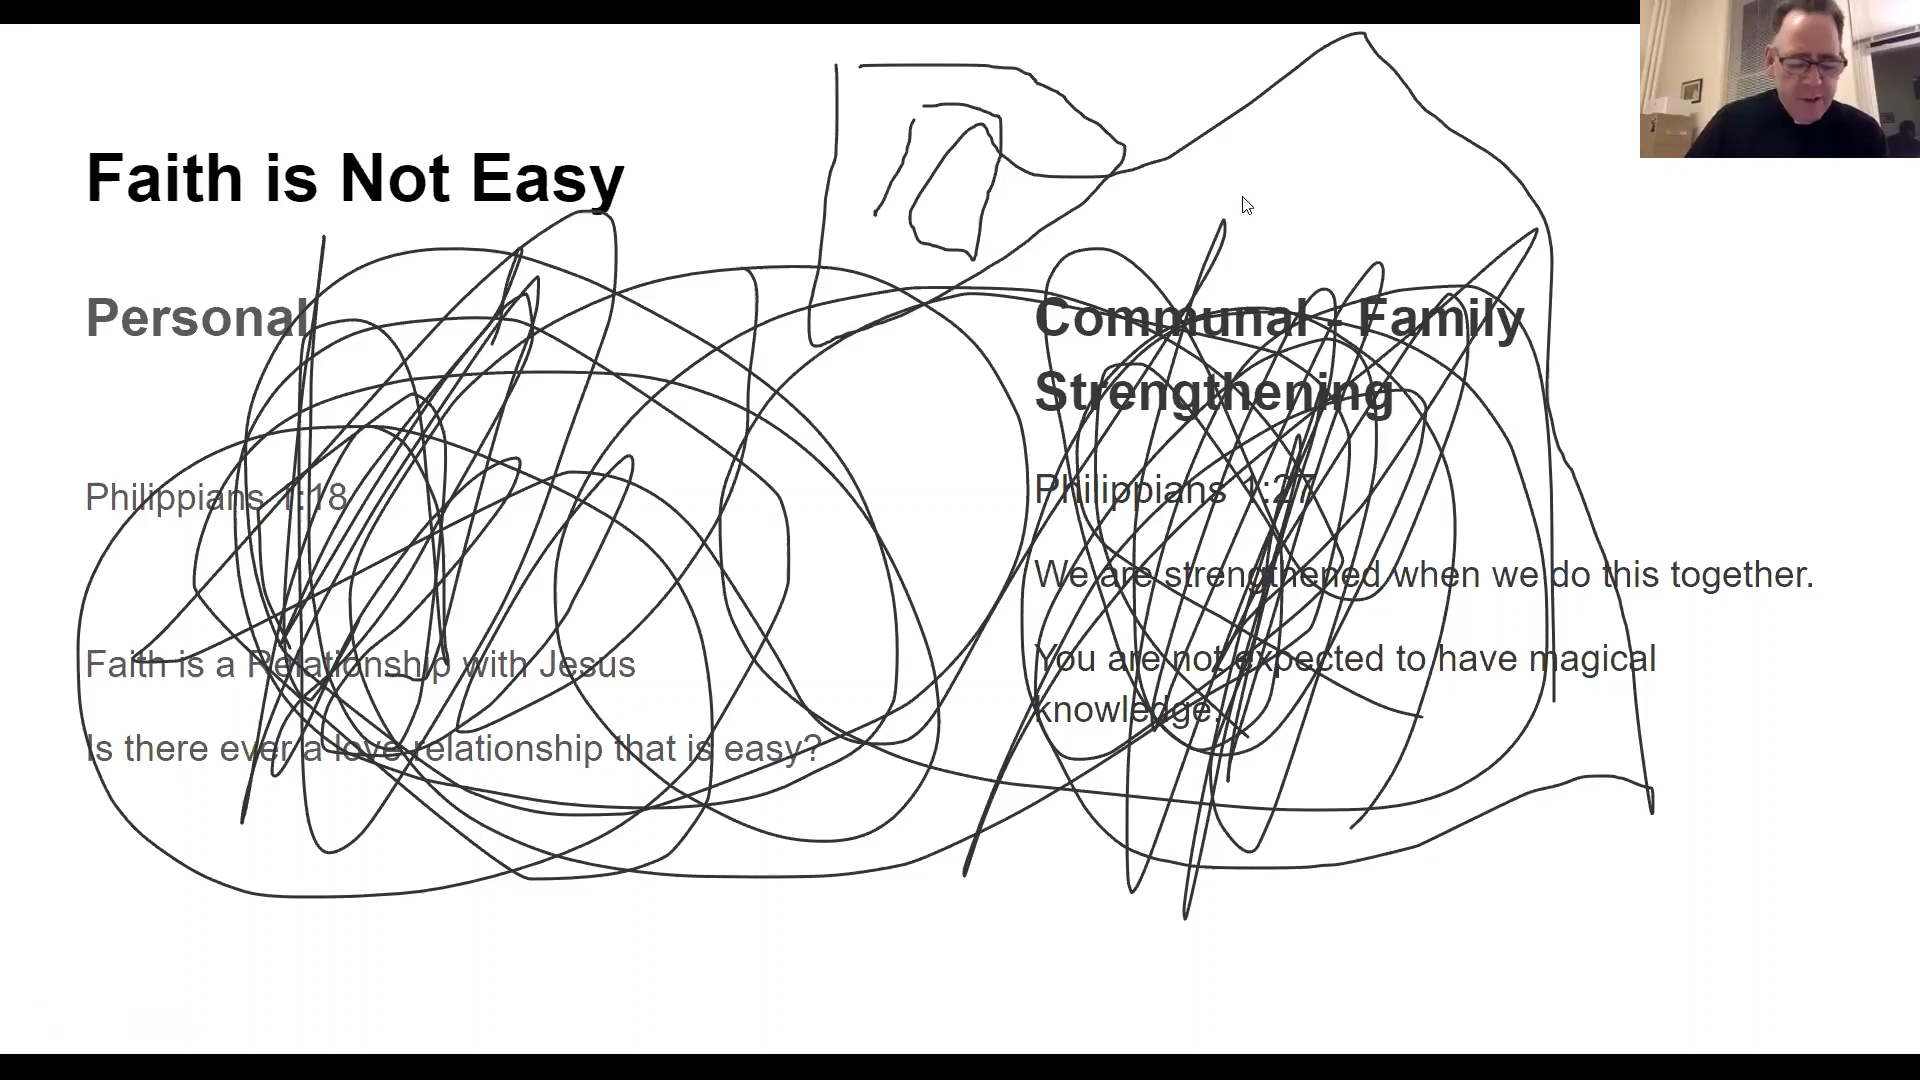 Faith is Not Easy
Personal
Philippians 1:18
Faith is a Relationship with Jesus
Is there ever a love relationship that is easy?
Communal - Family
Strengthening
Philippians 1:27
We are strengthened when we do this together.
You are not expected to have magical
knowledge.